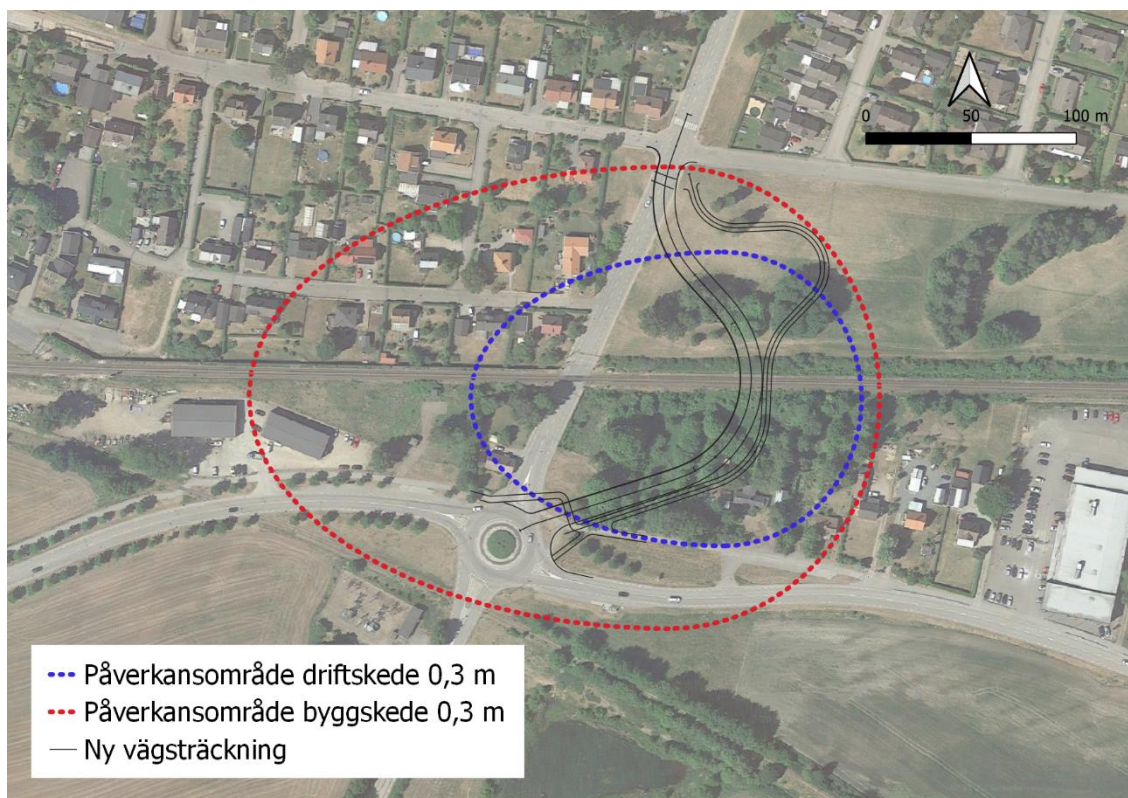 0
50
100 m
Påverkansområde driftskede 0,3 m
Påverkansområde byggskede 0,3 m
Ny vägsträckning